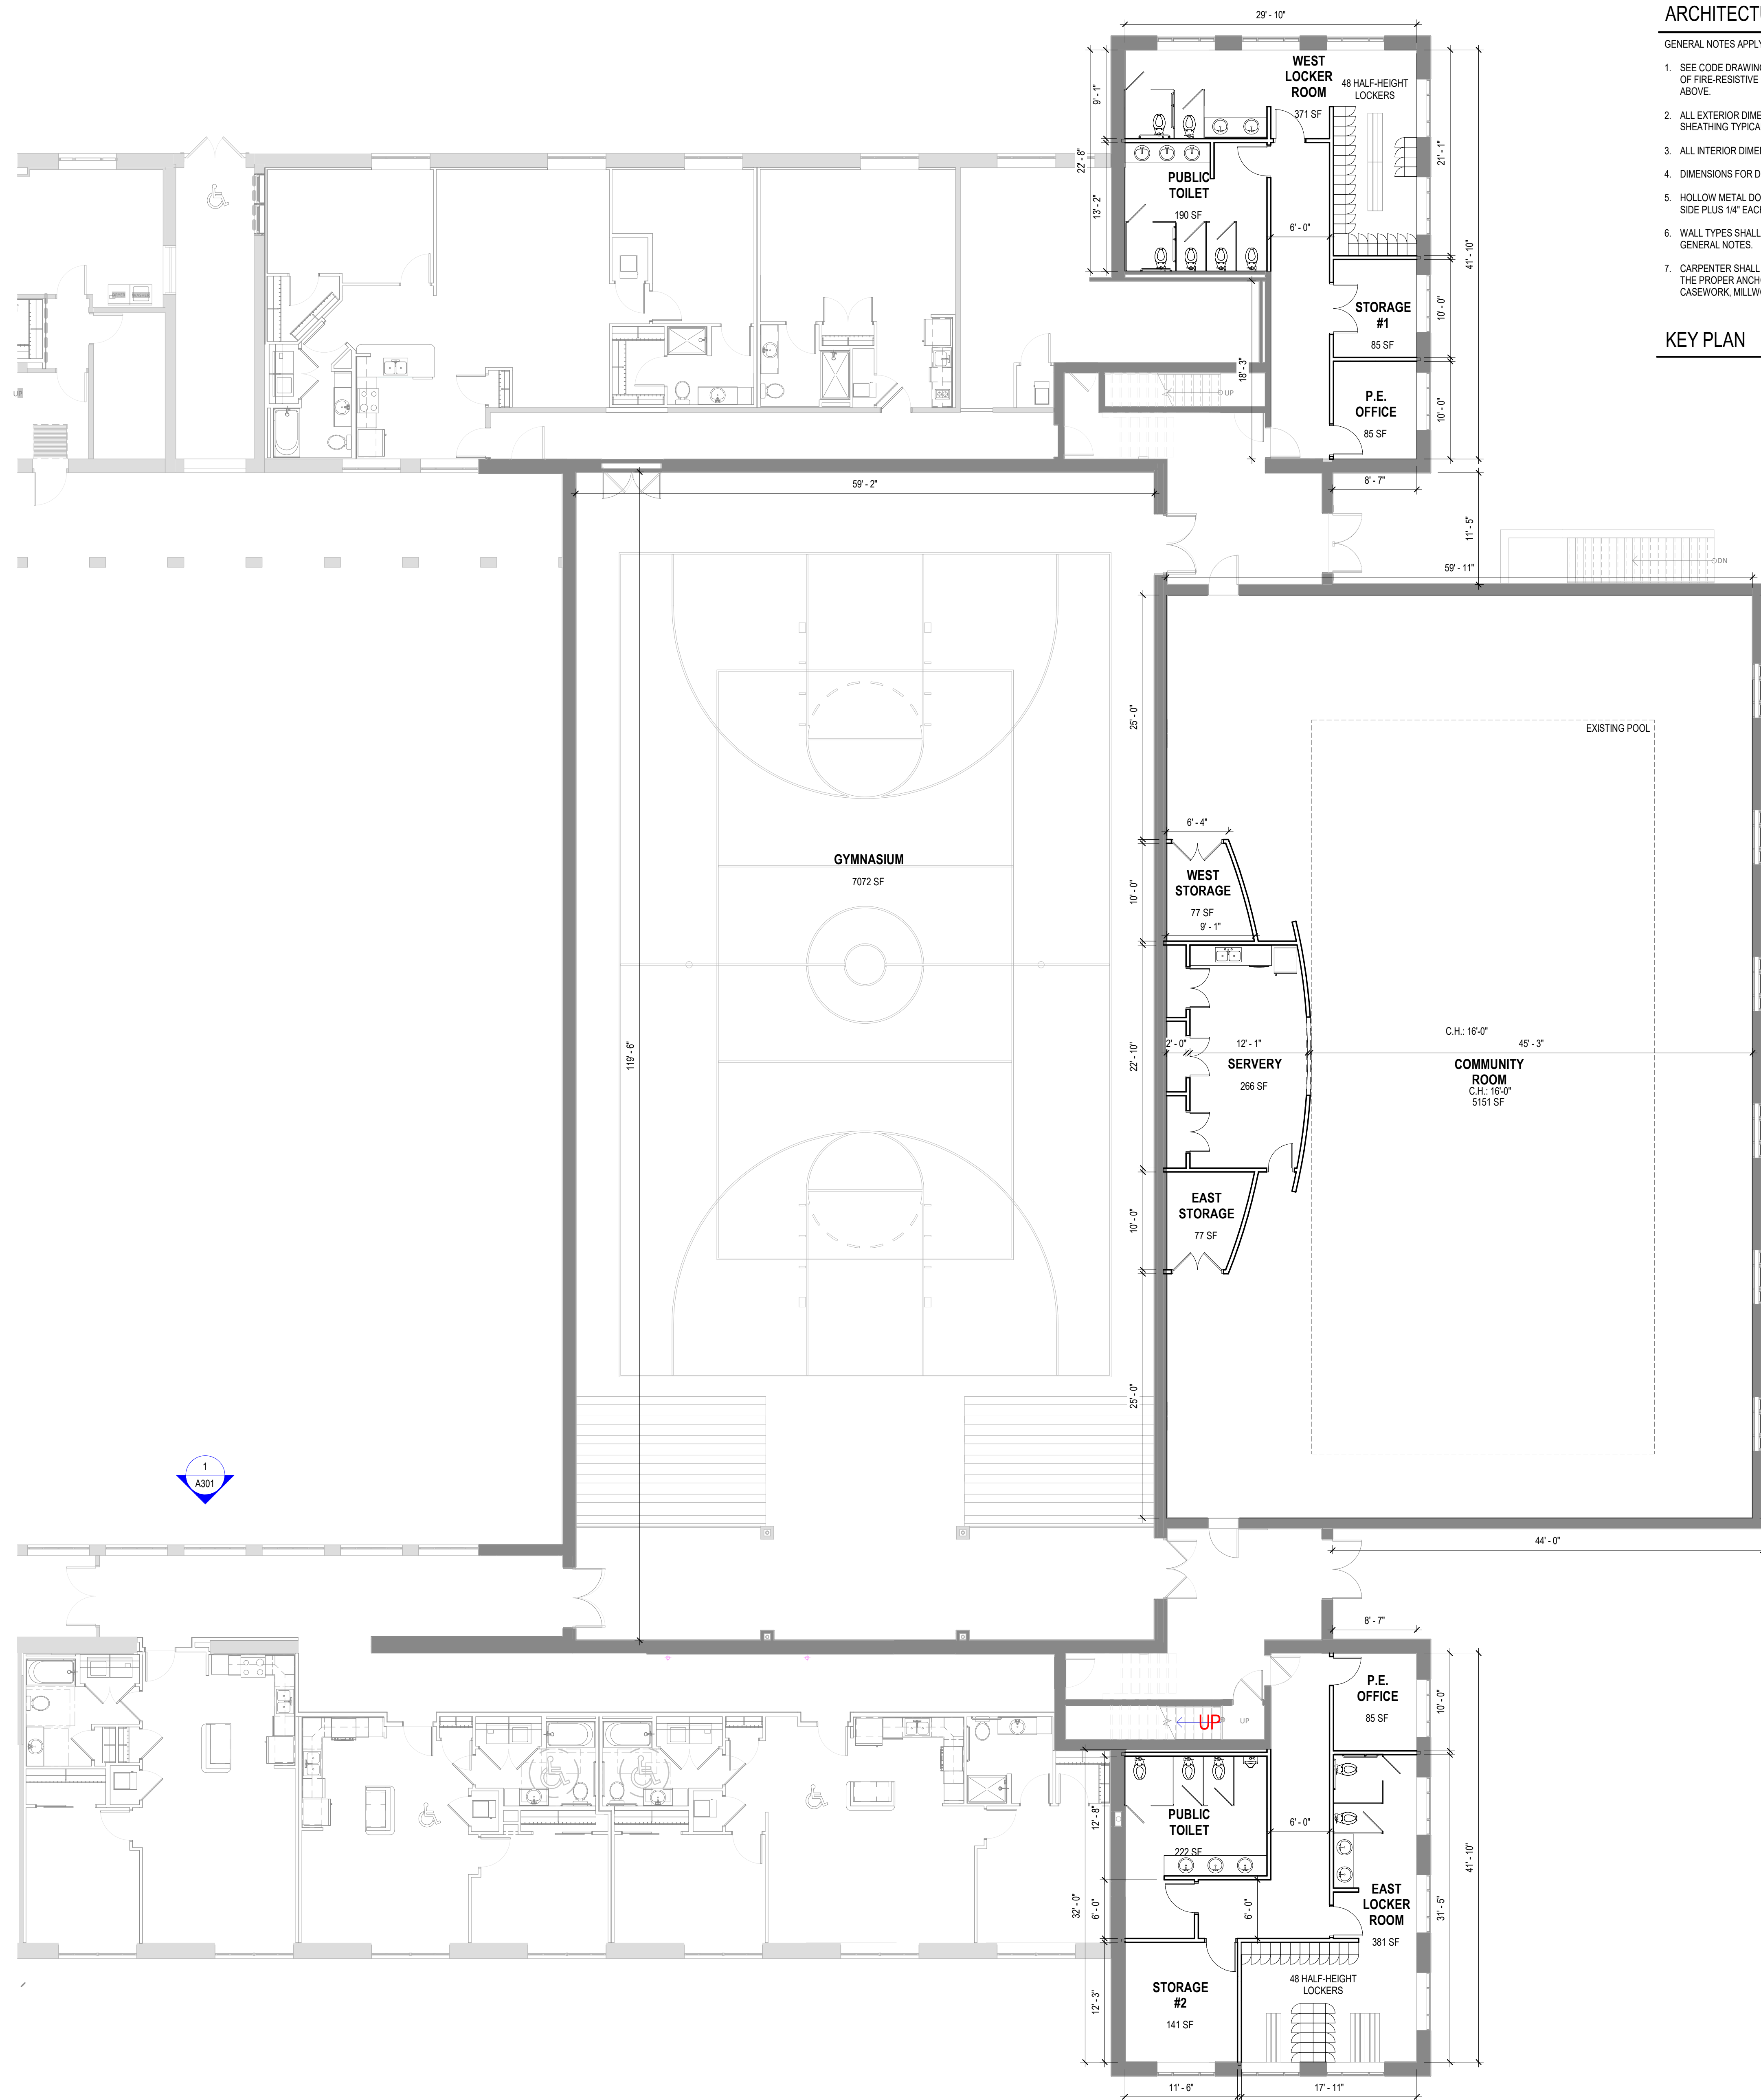 ARCHITECT
GENERAL NOTES APPLY
1. SEE CODE DRAWING
OF FIRE-RESISTIVE
ABOVE.
2. ALL EXTERIOR DIME
SHEATHING TYPICA
3. ALL INTERIOR DIME
4. DIMENSIONS FOR D
5. HOLLOW METAL DO
SIDE PLUS 1/4" EACH
6. WALL TYPES SHALL
GENERAL NOTES.
7. CARPENTER SHALL
THE PROPER ANCHO
CASEWORK, MILLWO
KEY PLAN
29' - 10"
WEST
LOCKER
ROOM
371 SF
48 HALF-HEIGHT
LOCKERS
9' - 1"
22' - 8"
13' - 2"
PUBLIC
TOILET
190 SF
6' - 0"
21' - 1"
41' - 10"
STORAGE
#1
85 SF
10' - 0"
18' - 3"
UP
UP
P.E.
OFFICE
85 SF
10' - 0"
59' - 2"
8' - 7"
11' - 5"
DN
59' - 11"
25' - 0"
EXISTING POOL
6' - 4"
GYMNASIUM
7072 SF
WEST
STORAGE
77 SF
10' - 0"
9' - 1"
119' - 6"
22' - 10"
2' - 0"
12' - 1"
SERVERY
266 SF
C.H.: 16'-0"
45' - 3"
COMMUNITY
ROOM
C.H.: 16'-0"
5151 SF
EAST
STORAGE
77 SF
10' - 0"
25' - 0"
1
A301
44' - 0"
8' - 7"
P.E.
OFFICE
85 SF
10' - 0"
UP
UP
PUBLIC
TOILET
222 SF
12' - 8"
6' - 0"
41' - 10"
32' - 0"
6' - 0"
6' - 0"
EAST
LOCKER
ROOM
381 SF
31' - 5"
48 HALF-HEIGHT
LOCKERS
STORAGE
#2
141 SF
12' - 3"
11' - 6"
17' - 11"